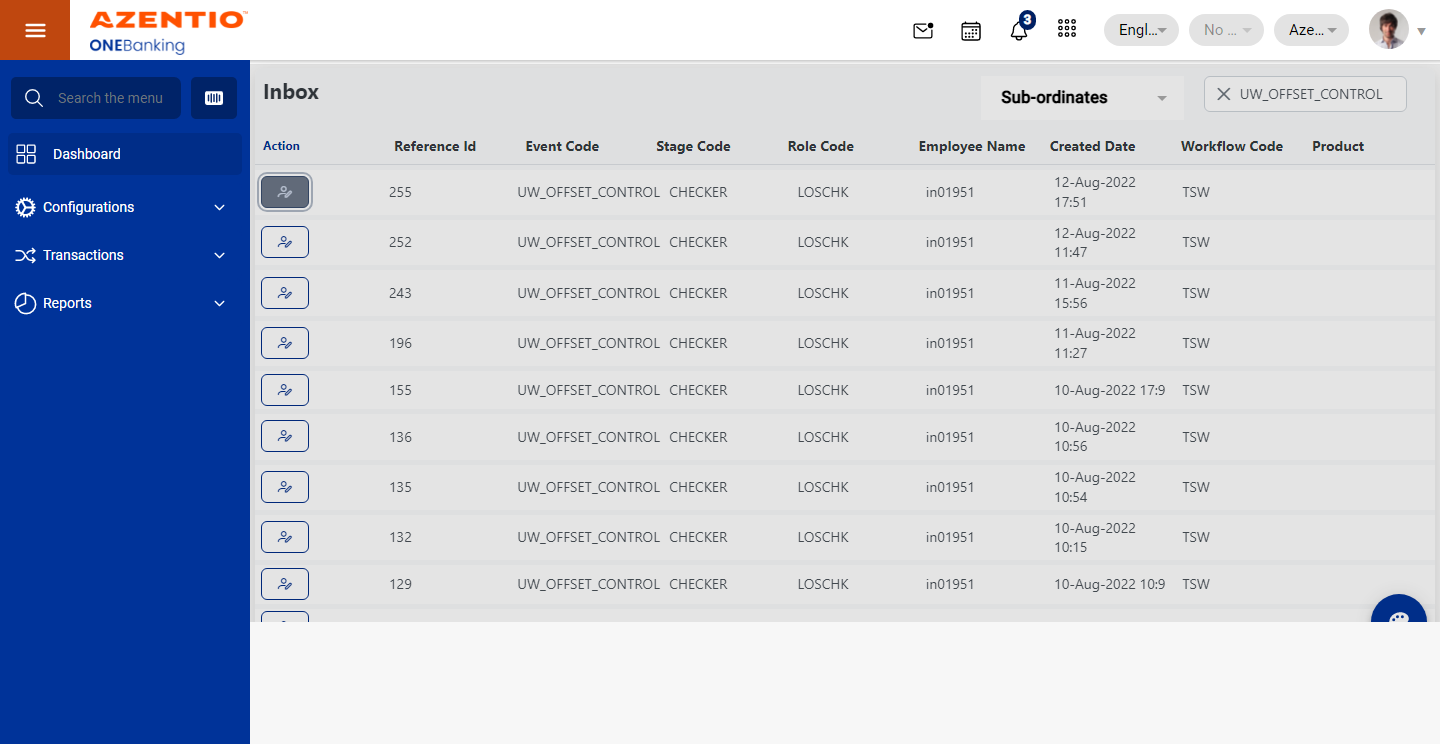 AZENTIO™
ONEBanking
3
Engl...
No ...
Aze...
Search the menu
Dashboard
Configurations
Transactions
Reports
Inbox
Sub-ordinates
UW_OFFSET_CONTROL
Action Reference Id Event Code Stage Code Role Code Employee Name Created Date Workflow Code Product
255 UW_OFFSET_CONTROL CHECKER LOSCHK in01951 12-Aug-2022 TSW
17:51
252 UW_OFFSET_CONTROL CHECKER LOSCHK in01951 12-Aug-2022 TSW
11:47
243 UW_OFFSET_CONTROL CHECKER LOSCHK in01951 11-Aug-2022 TSW
15:56
196 UW_OFFSET_CONTROL CHECKER LOSCHK in01951 11-Aug-2022 TSW
11:27
155 UW_OFFSET_CONTROL CHECKER LOSCHK in01951 10-Aug-2022 17:9 TSW
136 UW_OFFSET_CONTROL CHECKER LOSCHK in01951 10-Aug-2022 TSW
10:56
135 UW_OFFSET_CONTROL CHECKER LOSCHK in01951 10-Aug-2022 TSW
10:54
132 UW_OFFSET_CONTROL CHECKER LOSCHK in01951 10-Aug-2022 TSW
10:15
129 UW_OFFSET_CONTROL CHECKER LOSCHK in01951 10-Aug-2022 10:9 TSW